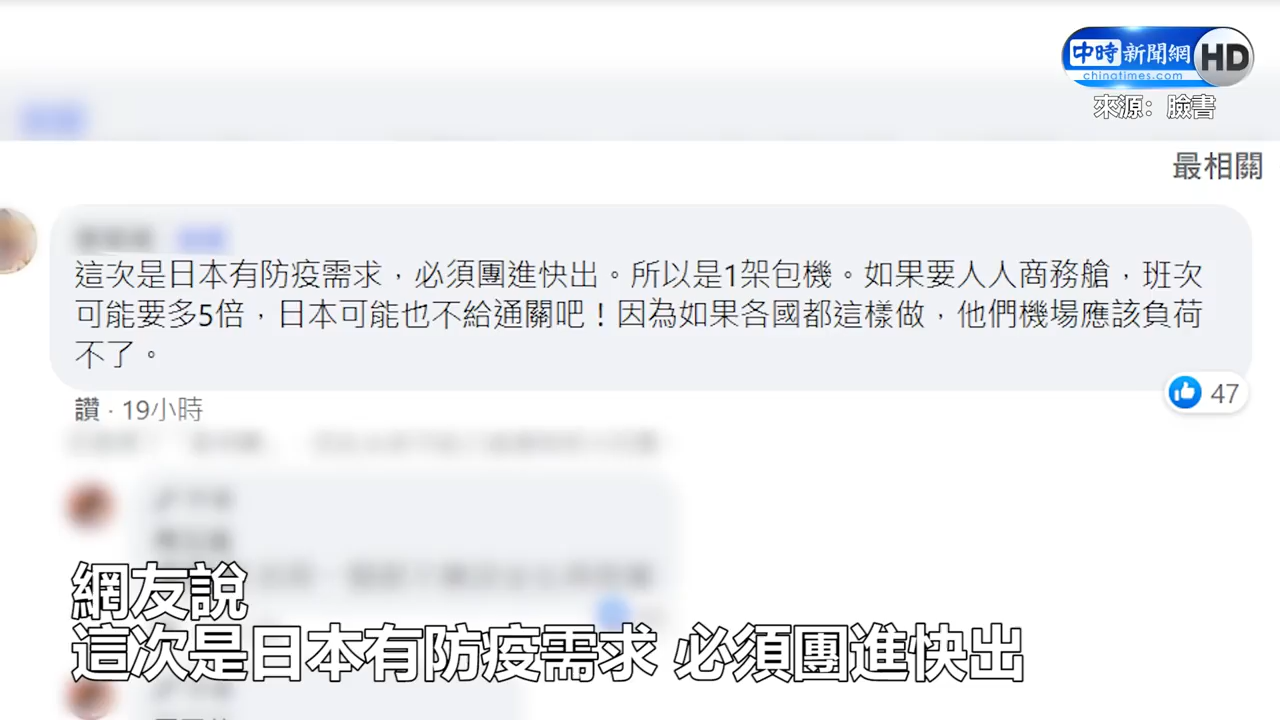 中時新聞網 HD
chinatimes.com
來源：臉書
最相關
這次是日本有防疫需求，必須團進快出。所以是1架包機。如果要人人商務艙，班次
可能要多5倍，日本可能也不給通關吧！因為如果各國都這樣做，他們機場應該負荷
不了。
讚 · 19小時
47
網友說
這次是日本有防疫需求 必須團進快出